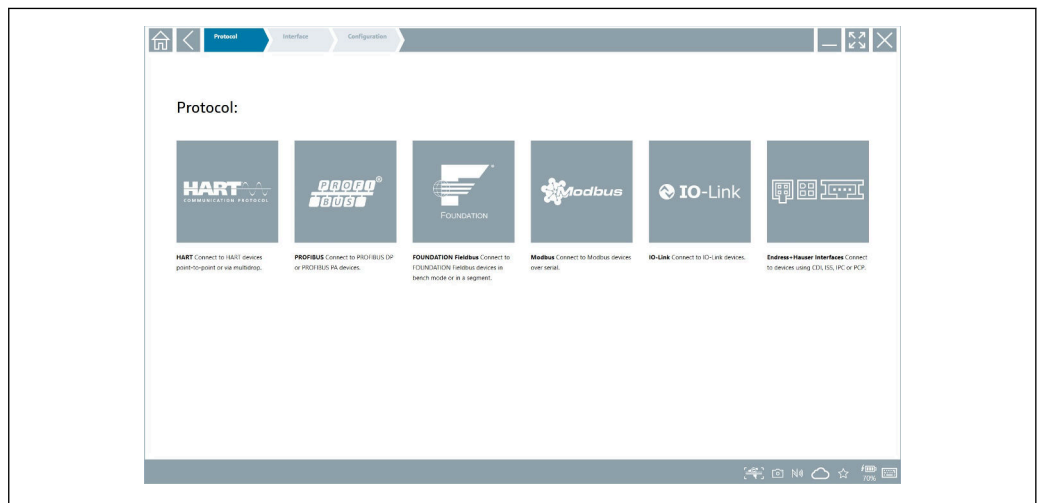 Protocol
Interface
Configuration
Protocol:
HART
COMMUNICATION PROTOCOL
PROFI
BUS
®
FOUNDATION
Modbus
IO-Link
HART Connect to HART devices
point-to-point or via multidrop.
PROFIBUS Connect to PROFIBUS DP
or PROFIBUS PA devices.
FOUNDATION Fieldbus Connect to
FOUNDATION Fieldbus devices in
bench mode or in a segment.
Modbus Connect to Modbus devices
over serial.
IO-Link Connect to IO-Link devices.
Endress+Hauser Interfaces Connect
to devices using CDI, ISS, IPC or PCP.
70%